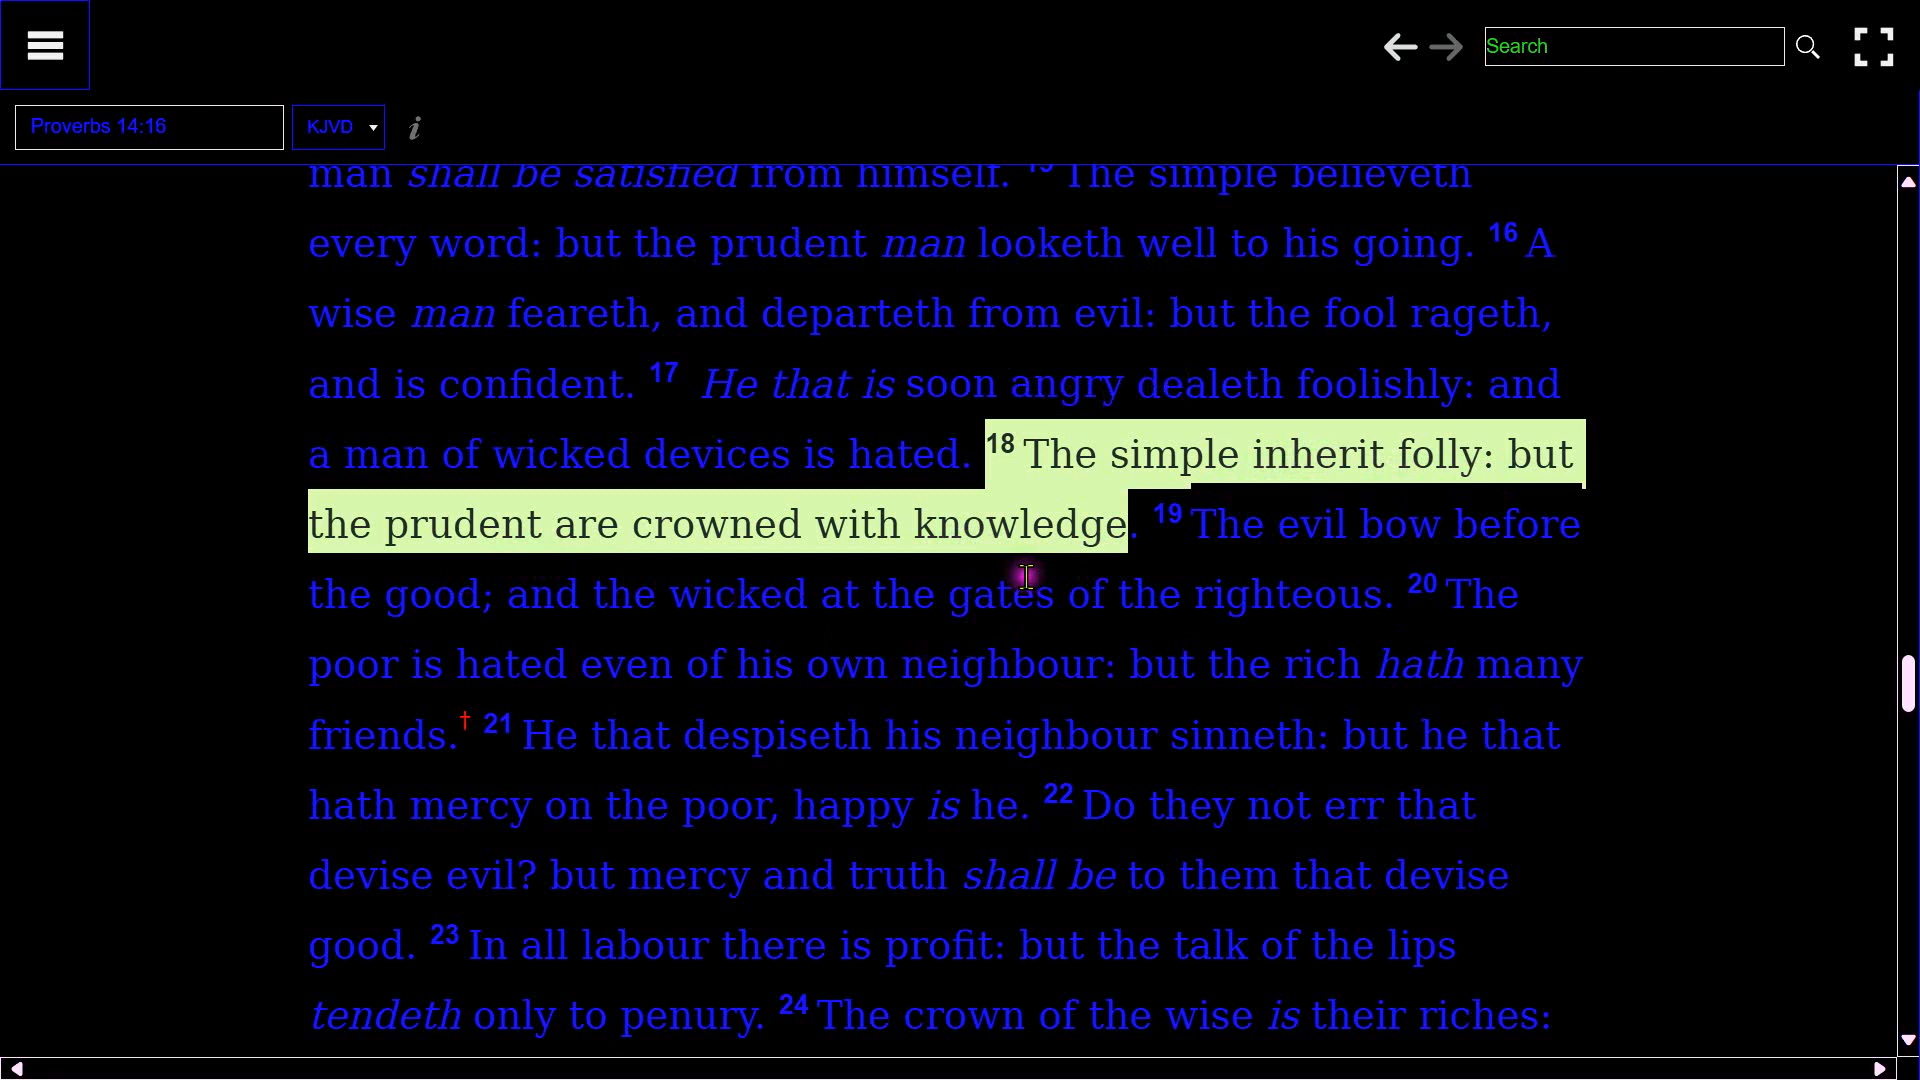 Search
Proverbs 14:16 KJVD i
man shall be satisfied from himself. 15 The simple believeth
every word: but the prudent man looketh well to his going. 16 A
wise man feareth, and departeth from evil: but the fool rageth,
and is confident. 17 He that is soon angry dealeth foolishly: and
a man of wicked devices is hated. 18 The simple inherit folly: but
the prudent are crowned with knowledge. 19 The evil bow before
the good; and the wicked at the gates of the righteous. 20 The
poor is hated even of his own neighbour: but the rich hath many
friends.† 21 He that despiseth his neighbour sinneth: but he that
hath mercy on the poor, happy is he. 22 Do they not err that
devise evil? but mercy and truth shall be to them that devise
good. 23 In all labour there is profit: but the talk of the lips
tendeth only to penury. 24 The crown of the wise is their riches: